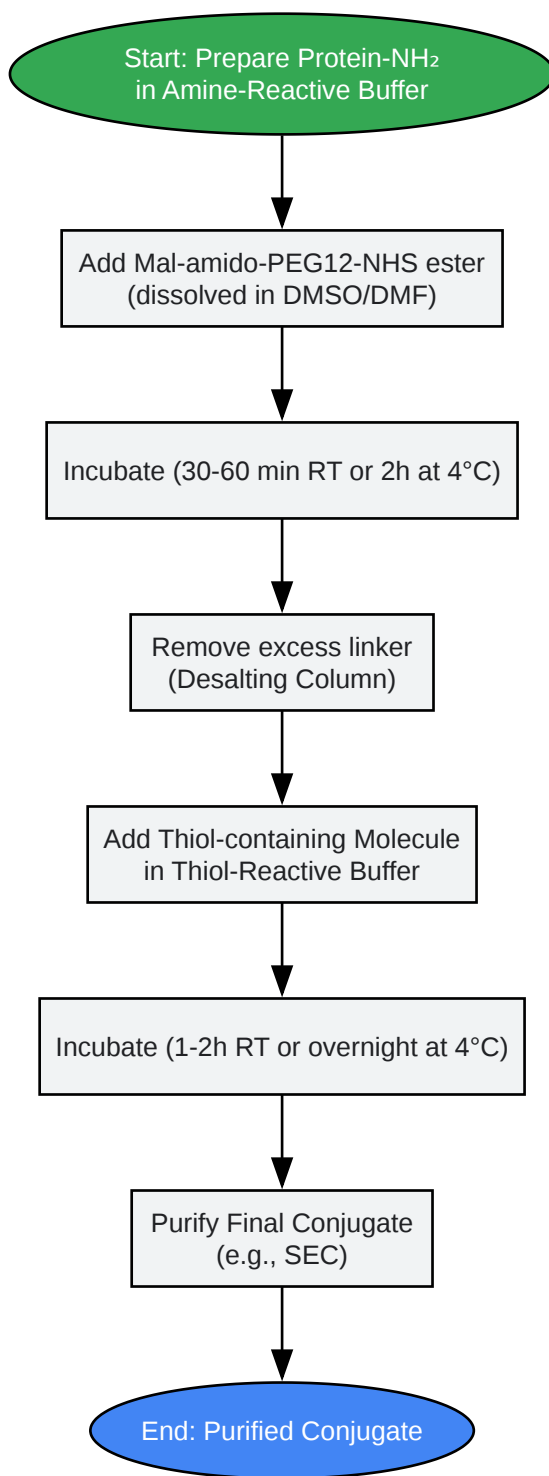 Start: Prepare Protein-NH₂
in Amine-Reactive Buffer
Add Mal-amido-PEG12-NHS ester
(dissolved in DMSO/DMF)
Incubate (30-60 min RT or 2h at 4°C)
Remove excess linker
(Desalting Column)
Add Thiol-containing Molecule
in Thiol-Reactive Buffer
Incubate (1-2h RT or overnight at 4°C)
Purify Final Conjugate
(e.g., SEC)
End: Purified Conjugate